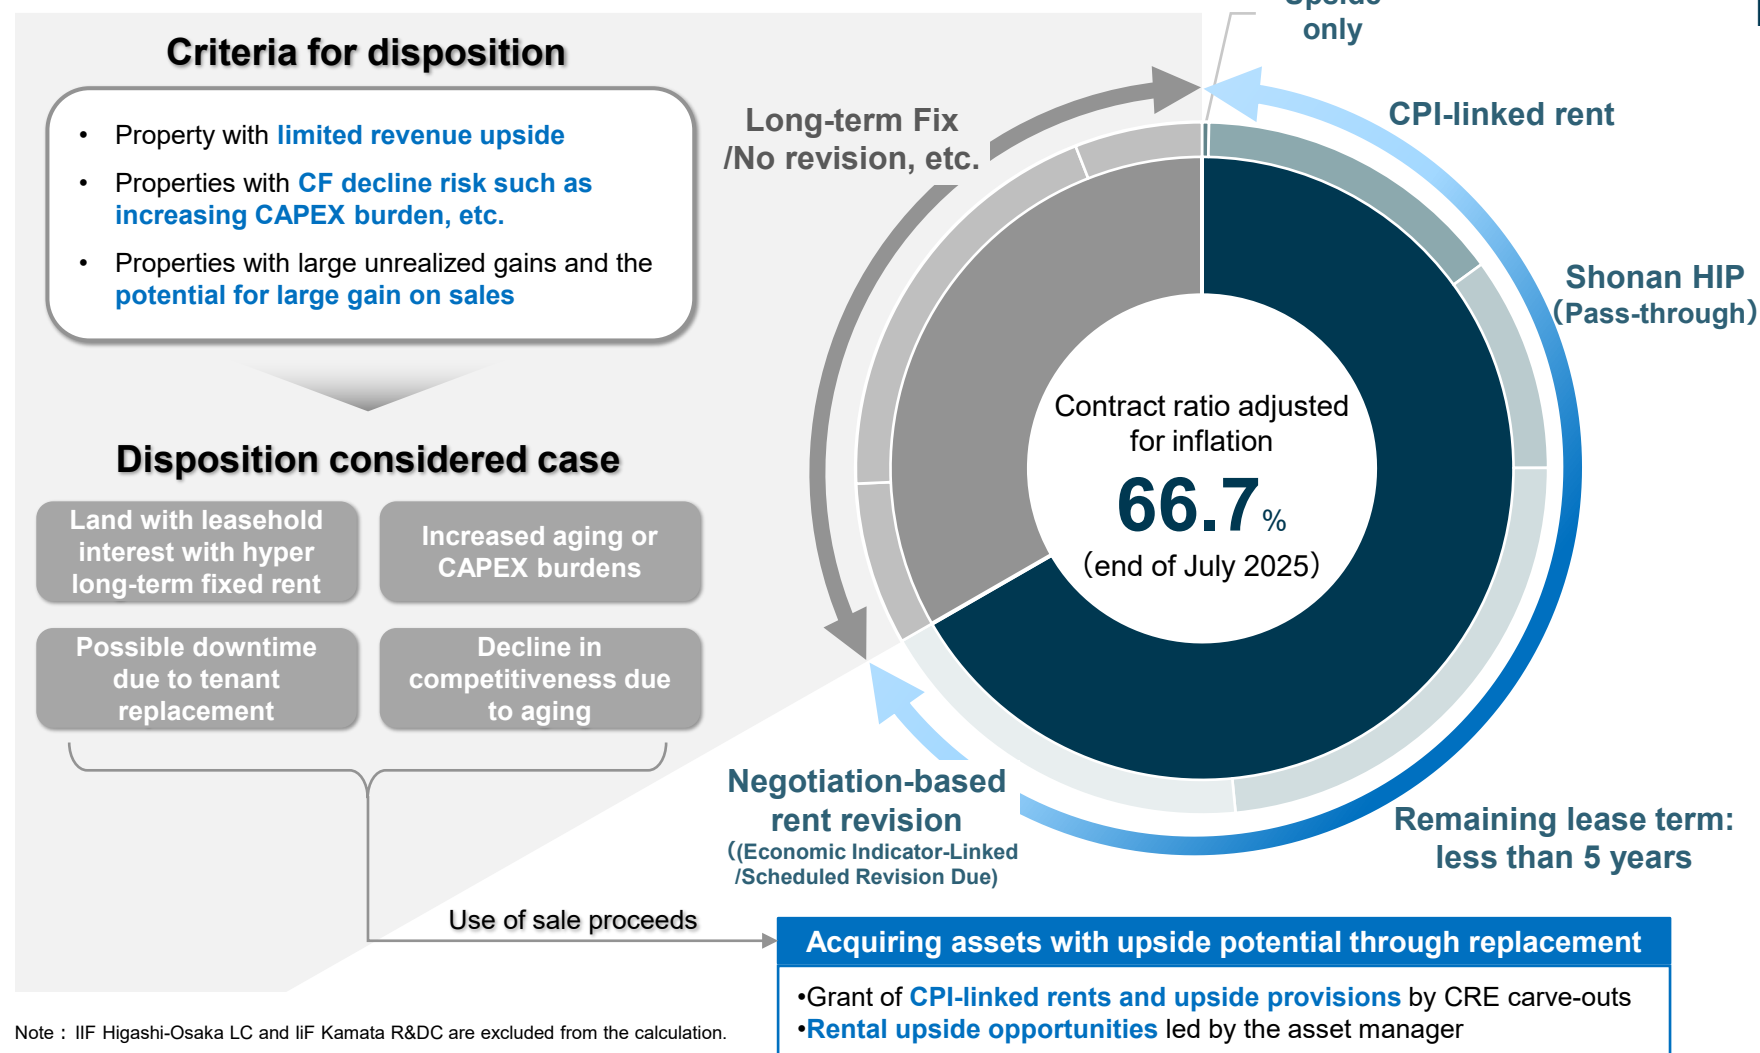 Criteria for disposition
• Property with limited revenue upside
• Properties with CF decline risk such as
increasing CAPEX burden, etc.
• Properties with large unrealized gains and the
potential for large gain on sales
Disposition considered case
Land with leasehold
interest with hyper
long-term fixed rent
Increased aging or
CAPEX burdens
Possible downtime
due to tenant
replacement
Decline in
competitiveness due
to aging
Use of sale proceeds
Upside
only
Long-term Fix
/No revision, etc.
CPI-linked rent
Shonan HIP
（Pass-through）
Contract ratio adjusted
for inflation
66.7%
（end of July 2025）
Negotiation-based
rent revision
（(Economic Indicator-Linked
/Scheduled Revision Due)
Remaining lease term:
less than 5 years
Acquiring assets with upside potential through replacement
•Grant of CPI-linked rents and upside provisions by CRE carve-outs
•Rental upside opportunities led by the asset manager
Note：IIF Higashi-Osaka LC and IiF Kamata R&DC are excluded from the calculation.